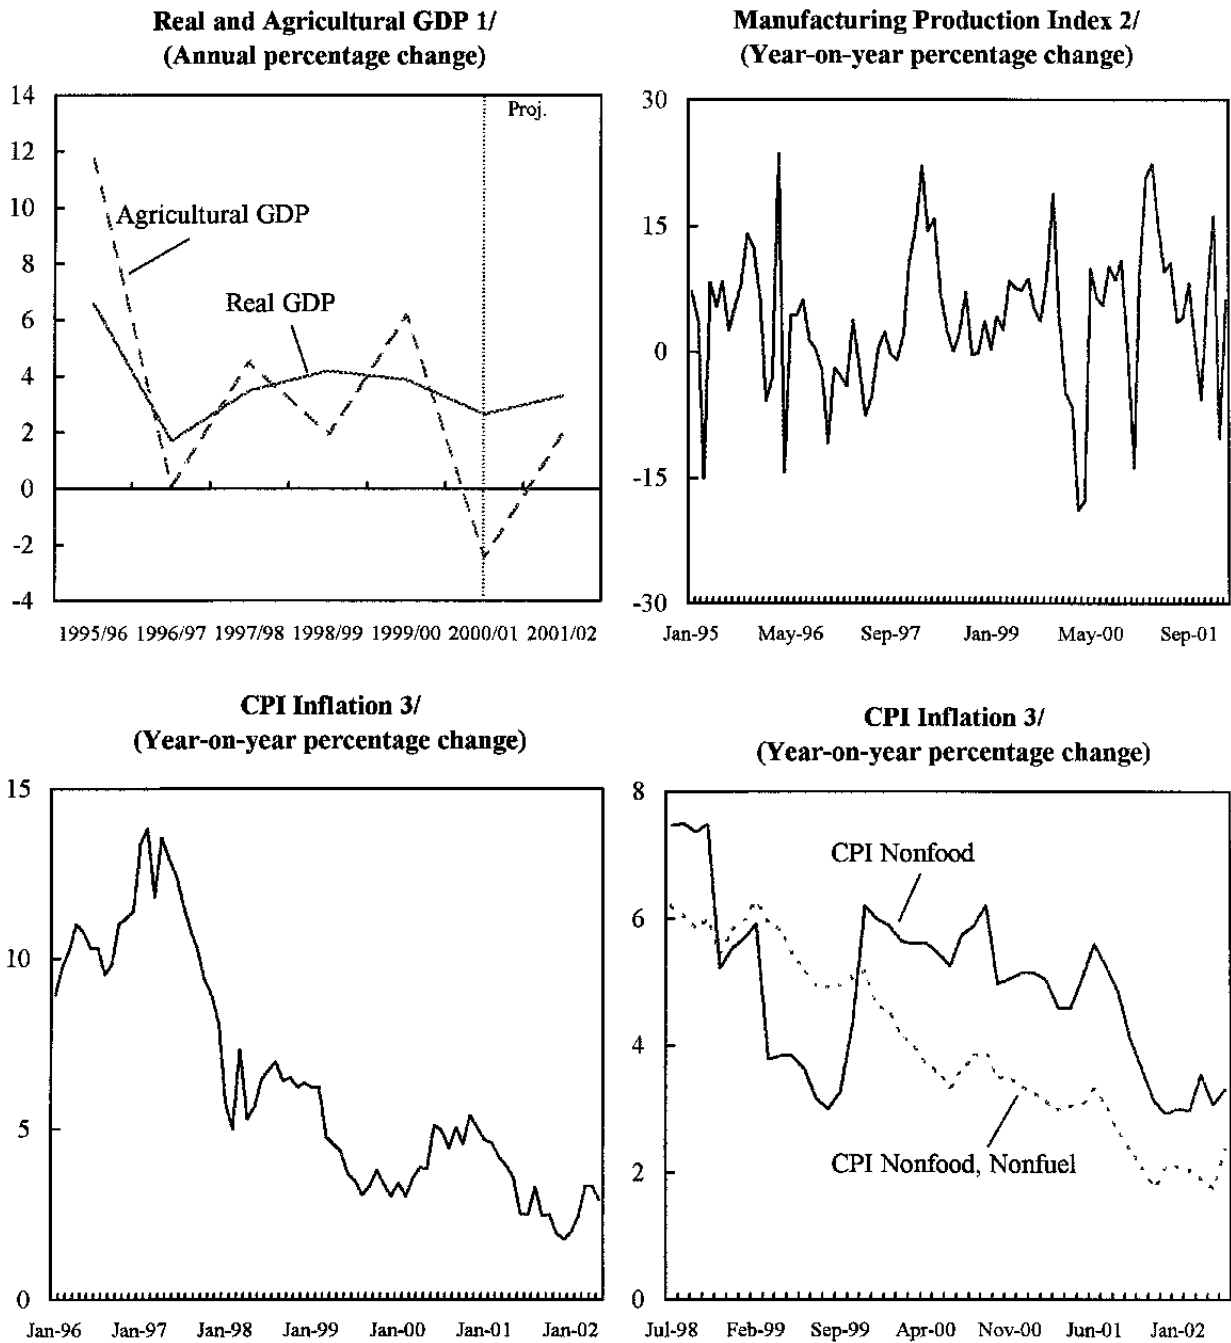 Real and Agricultural GDP 1/
(Annual percentage change)
14
12
10
8
6
4
2
0
-2
-4
Proj.
Agricultural GDP
Real GDP
1995/96 1996/97 1997/98 1998/99 1999/00 2000/01 2001/02
Manufacturing Production Index 2/
(Year-on-year percentage change)
30
15
0
-15
-30
Jan-95 May-96 Sep-97 Jan-99 May-00 Sep-01
CPI Inflation 3/
(Year-on-year percentage change)
15
10
5
0
Jan-96 Jan-97 Jan-98 Jan-99 Jan-00 Jan-01 Jan-02
CPI Inflation 3/
(Year-on-year percentage change)
8
6
4
2
0
CPI Nonfood
CPI Nonfood, Nonfuel
Jul-98 Feb-99 Sep-99 Apr-00 Nov-00 Jun-01 Jan-02